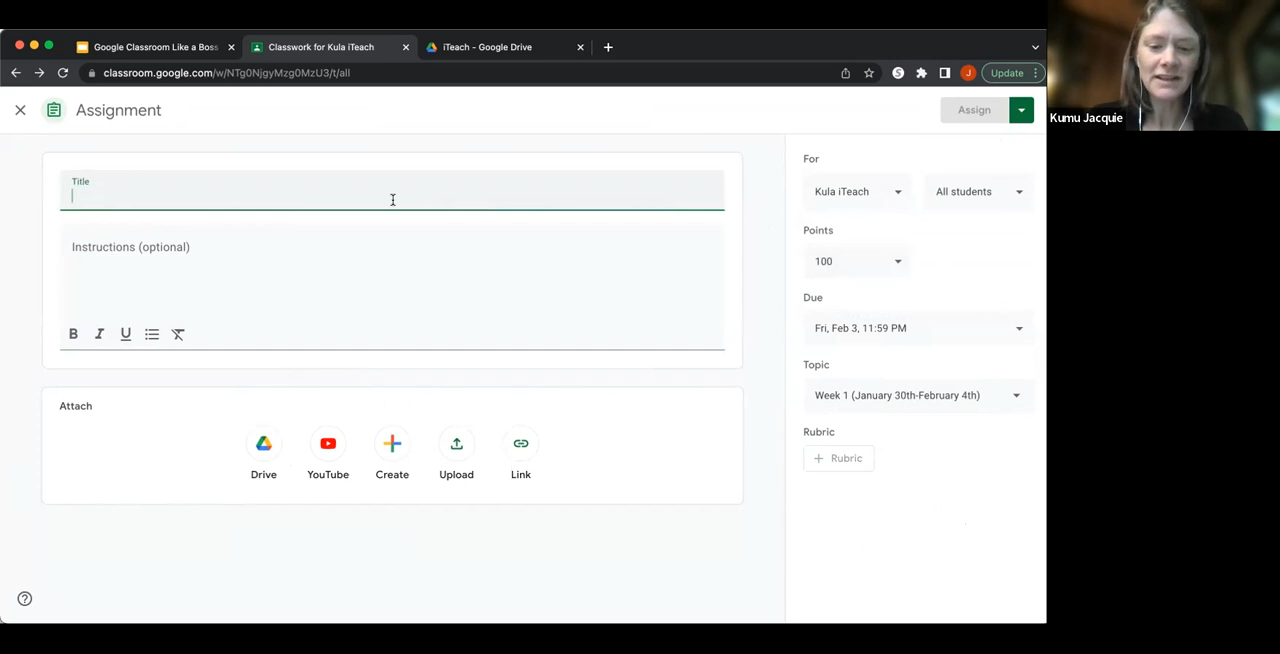 Google Classroom Like a Boss
Classwork for Kula iTeach
iTeach - Google Drive
classroom.google.com/w/NTg0NjgyMzg0MzU3/t/all
S
J
Update
Kumu Jacquie
Assignment
Assign
Title
Instructions (optional)
B I U
Attach
Drive
YouTube
Create
Upload
Link
For
Kula iTeach
All students
Points
100
Due
Fri, Feb 3, 11:59 PM
Topic
Week 1 (January 30th-February 4th)
Rubric
+ Rubric